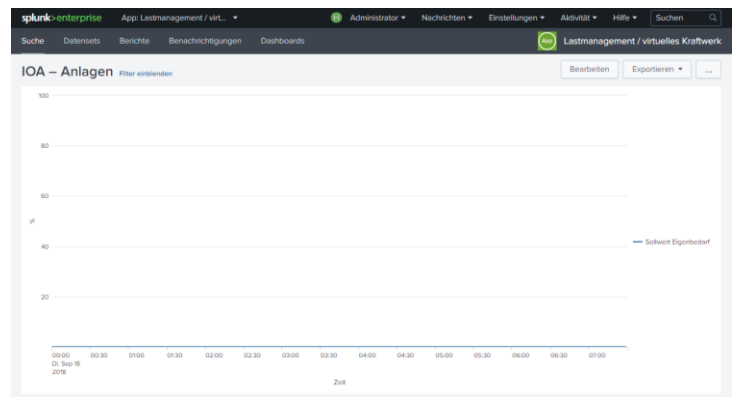 splunk>enterprise App: Lastmanagement / virt... H Administrator Nachrichten Einstellungen Aktivität Hilfe Suchen
Suche Datensets Berichte Benachrichtigungen Dashboards App Lastmanagement / virtuelles Kraftwerk
IOA – Anlagen Filter einblenden Bearbeiten Exportieren ...
100
80
60
%
40
Sollwert Eigenbedarf
20
00:00 00:30 01:00 01:30 02:00 02:30 03:00 03:30 04:00 04:30 05:00 05:30 06:00 06:30 07:00
Di. Sep 18
2018
Zeit